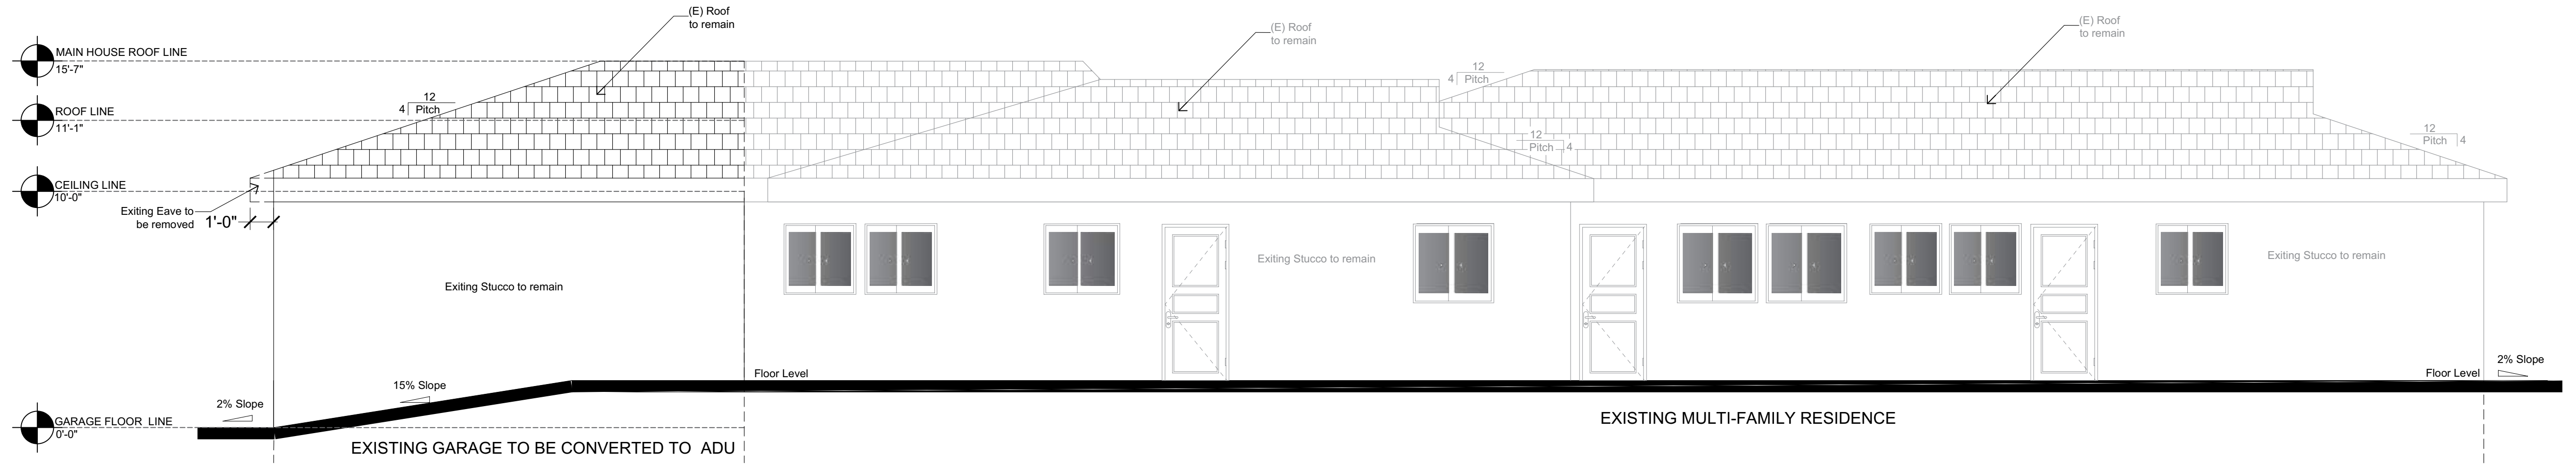 (E) Roof
to remain
(E) Roof
to remain
(E) Roof
to remain
MAIN HOUSE ROOF LINE
15'-7"
12
4 Pitch
12
4 Pitch
ROOF LINE
11'-1"
12
Pitch 4
12
Pitch 4
CEILING LINE
10'-0"
Exiting Eave to
be removed
1'-0"
Exiting Stucco to remain
Exiting Stucco to remain
Exiting Stucco to remain
2% Slope
15% Slope
Floor Level
Floor Level
2% Slope
GARAGE FLOOR LINE
0'-0"
EXISTING GARAGE TO BE CONVERTED TO ADU
EXISTING MULTI-FAMILY RESIDENCE